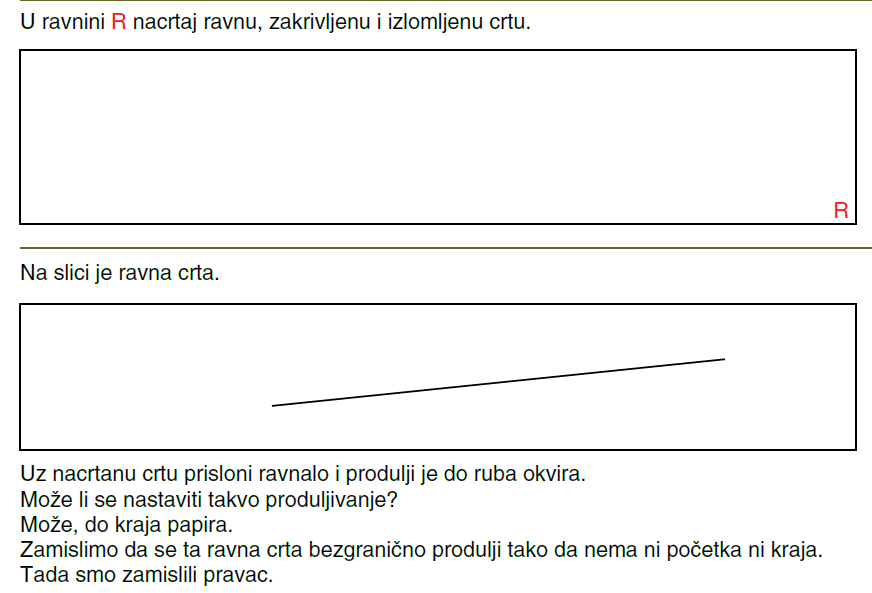 U ravnini R nacrtaj ravnu, zakrivljenu i izlomljenu crtu.
R
Na slici je ravna crta.
Uz nacrtanu crtu prisloni ravnalo i produlji je do ruba okvira.
Može li se nastaviti takvo produljivanje?
Može, do kraja papira.
Zamislimo da se ta ravna crta bezgranično produlji tako da nema ni početka ni kraja.
Tada smo zamislili pravac.